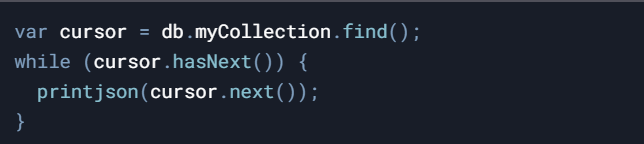 var cursor = db.myCollection.find();
while (cursor.hasNext()) {
  printjson(cursor.next());
}